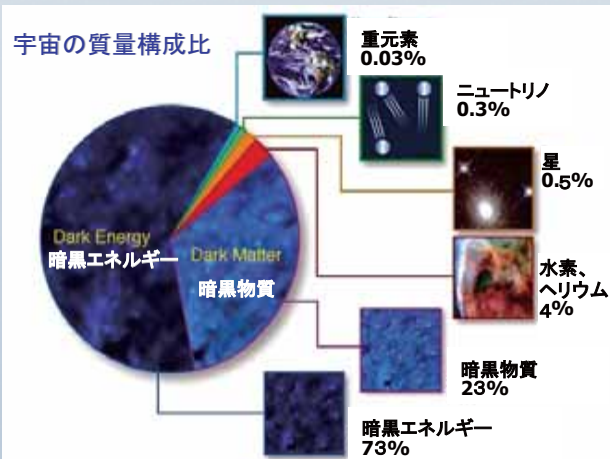 宇宙の質量構成比
重元素
0.03%
ニュートリノ
0.3%
星
0.5%
水素、
ヘリウム
4%
Dark Energy
暗黒エネルギー
Dark Matter
暗黒物質
暗黒物質
23%
暗黒エネルギー
73%